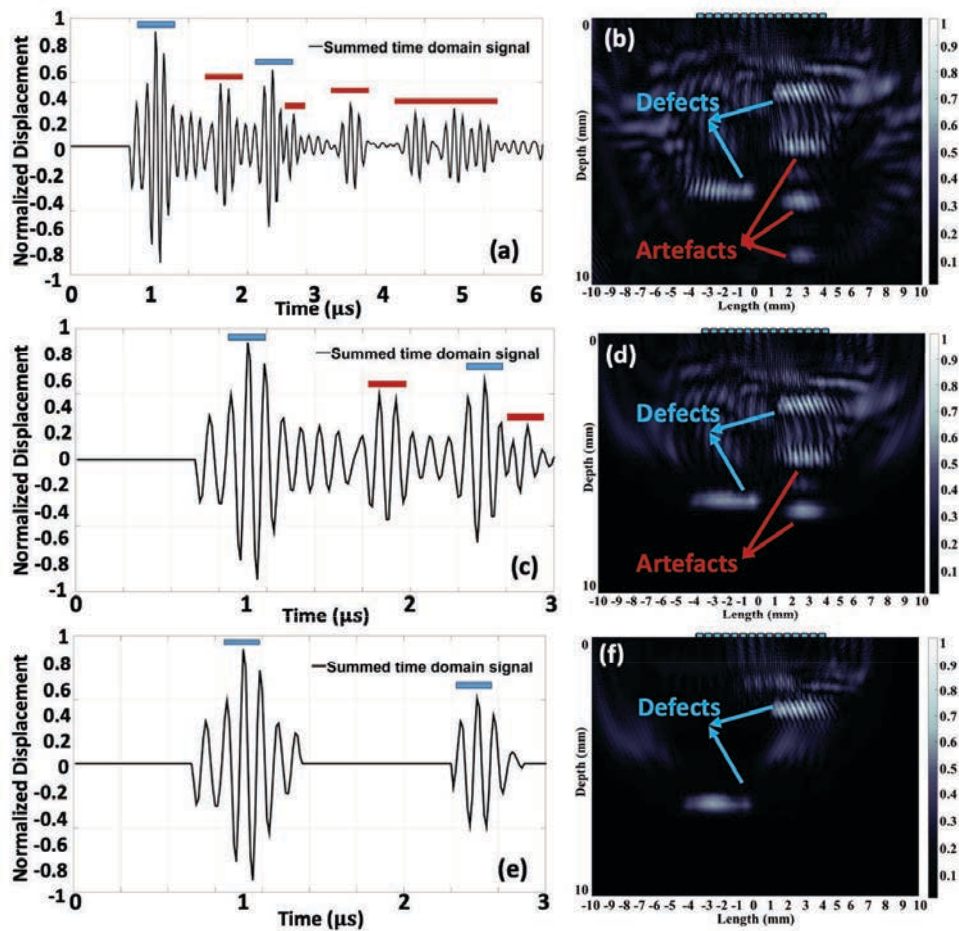 Normalized Displacement
1
0.6
0.4
0.2
0
-0.2
-0.4
-0.6
-0.8
-1
Summed time domain signal
(a)
0 1 2 3 4 5 6
Time (μs)
(b)
Depth (mm)
0
10
Defects
Artefacts
-10 -9 -8 -7 -6 -5 -4 -3 -2 -1 0 1 2 3 4 5 6 7 8 9 10
Length (mm)
1
0.9
0.8
0.7
0.6
0.5
0.4
0.3
0.2
0.1
Normalized Displacement
1
0.8
0.6
0.4
0.2
0
-0.2
-0.4
-0.6
-0.8
-1
Summed time domain signal
(c)
0 1 2 3
Time (μs)
(d)
Depth (mm)
0
10
Defects
Artefacts
-10 -9 -8 -7 -6 -5 -4 -3 -2 -1 0 1 2 3 4 5 6 7 8 9 10
Length (mm)
1
0.9
0.8
0.7
0.6
0.5
0.4
0.3
0.2
0.1
Normalized Displacement
1
0.8
0.6
0.4
0.2
0
-0.2
-0.4
-0.6
-0.8
-1
Summed time domain signal
(e)
0 1 2 3
Time (μs)
(f)
Depth (mm)
0
10
Defects
-10 -9 -8 -7 -6 -5 -4 -3 -2 -1 0 1 2 3 4 5 6 7 8 9 10
Length (mm)
1
0.9
0.8
0.7
0.6
0.5
0.4
0.3
0.2
0.1